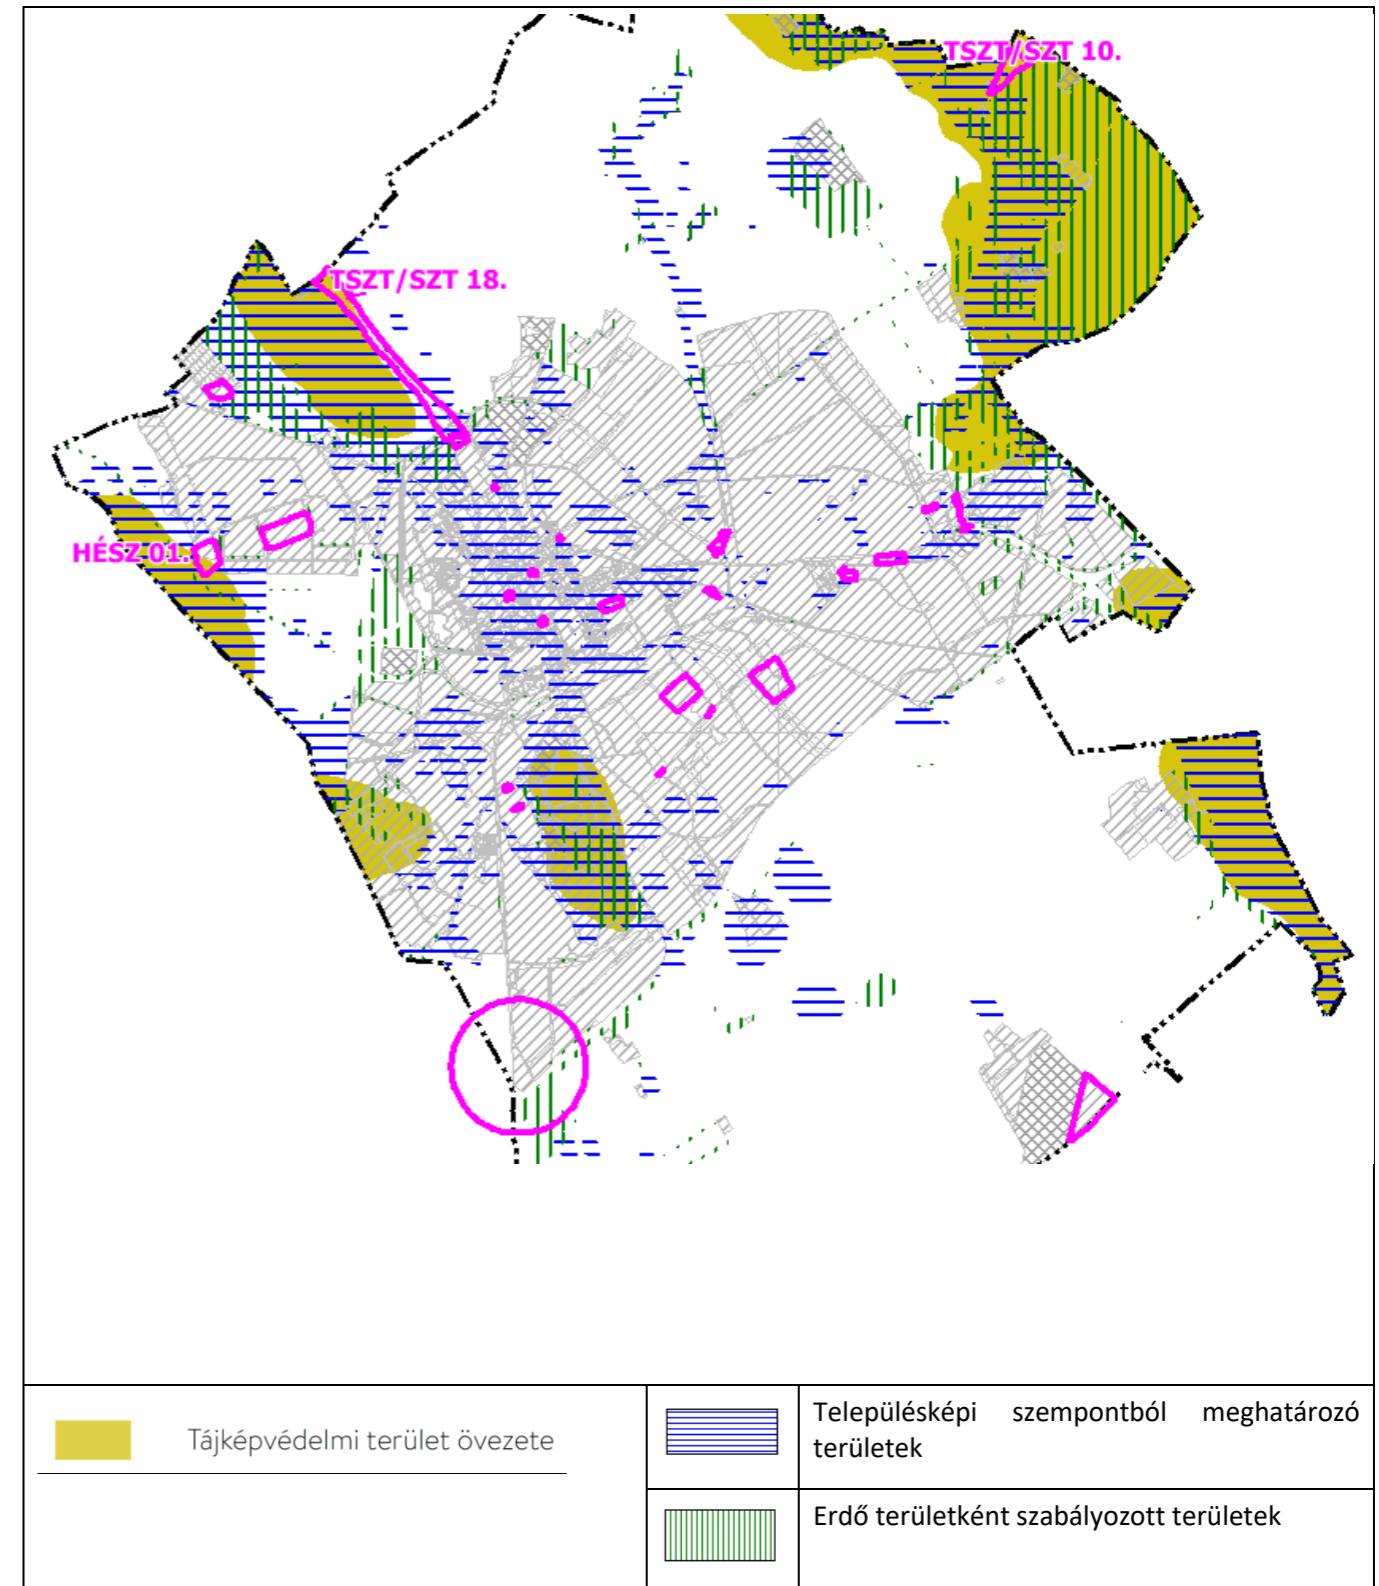 TSZT/SZT 10.
TSZT/SZT 18.
HÉSZ 01.
Tájképvédelmi terület övezete
Településképi szempontból meghatározó
területek
Erdő területként szabályozott területek